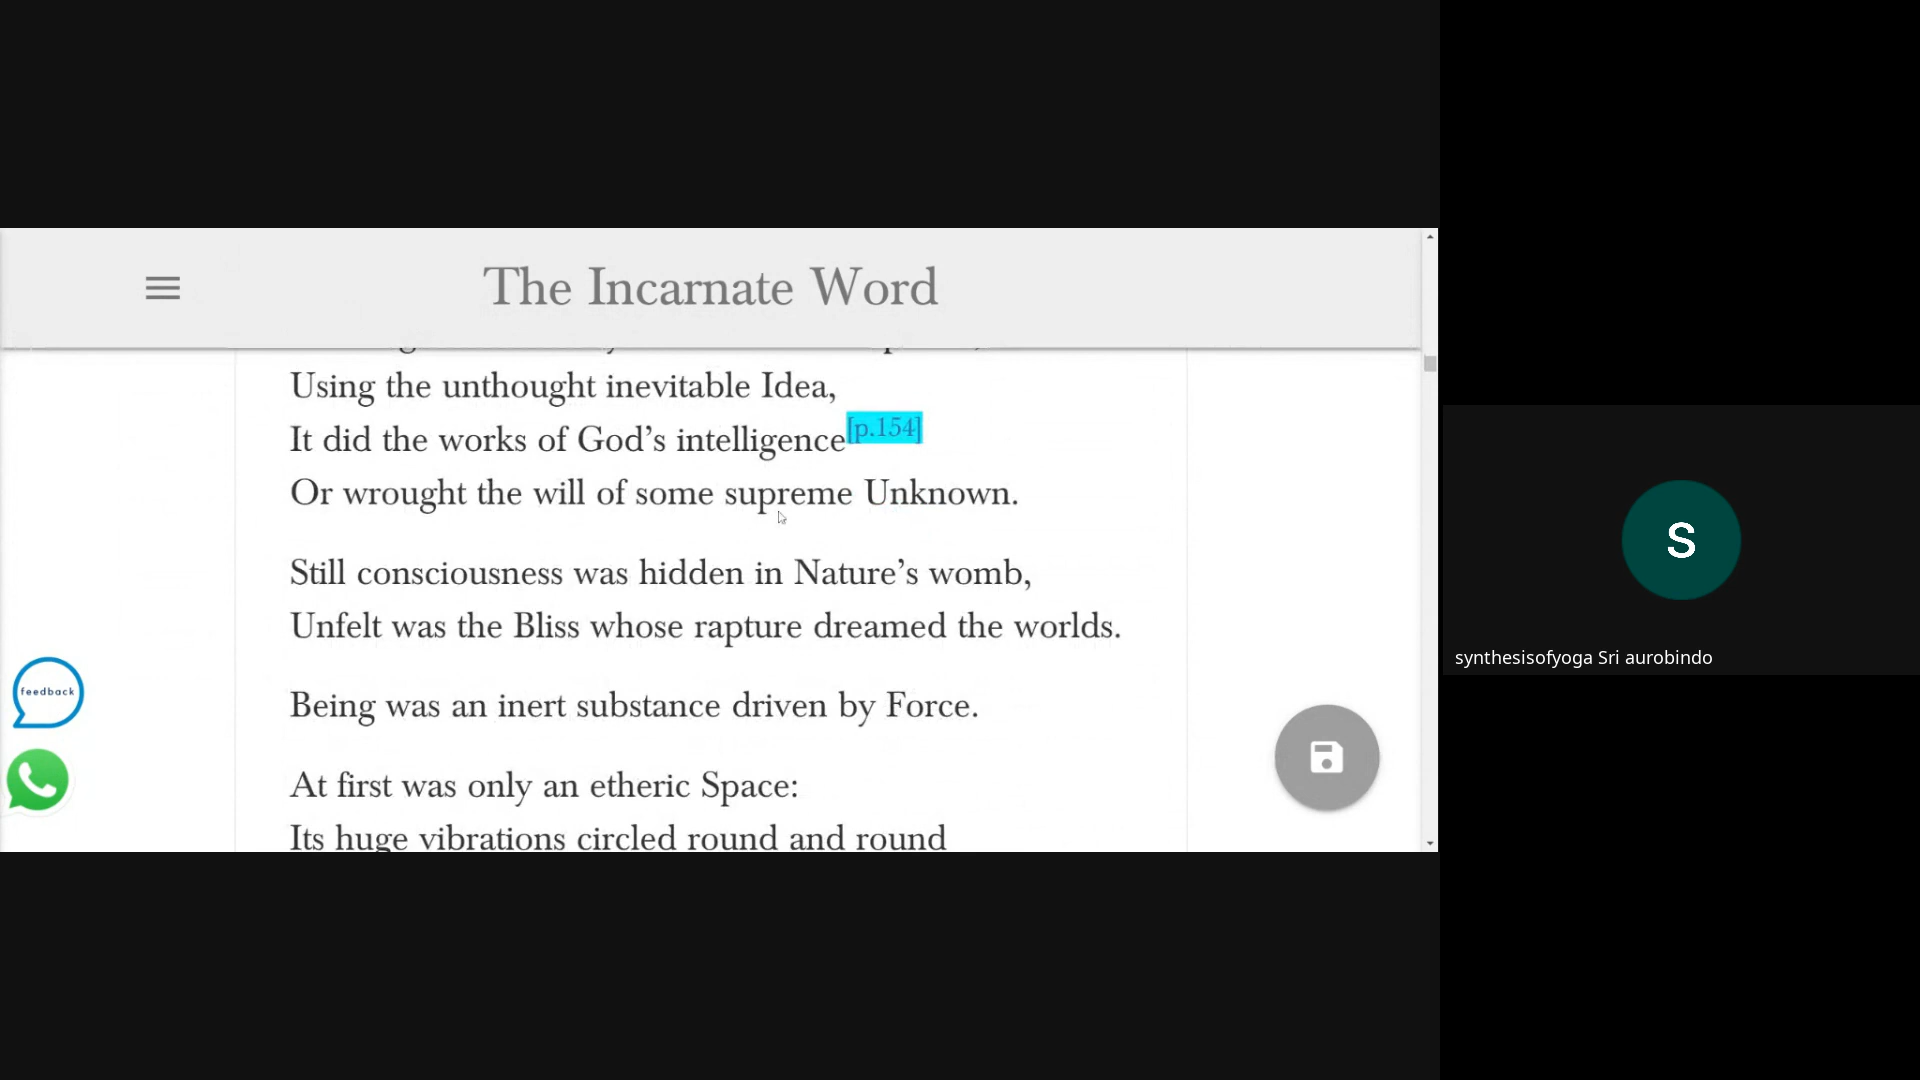 The Incarnate Word
Using the unthought inevitable Idea,
It did the works of God’s intelligence[p.154]
Or wrought the will of some supreme Unknown.
Still consciousness was hidden in Nature’s womb,
Unfelt was the Bliss whose rapture dreamed the worlds.
Being was an inert substance driven by Force.
At first was only an etheric Space:
Its huge vibrations circled round and round
feedback
S
synthesisofyoga Sri aurobindo